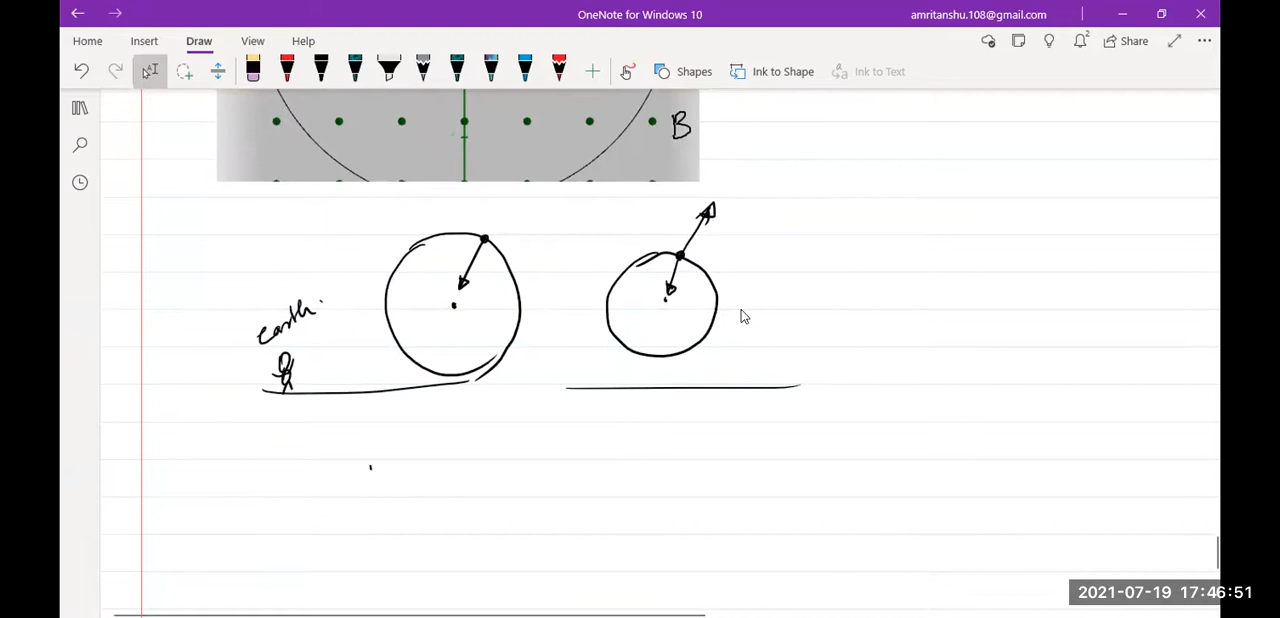 OneNote for Windows 10
amritanshu.108@gmail.com
Home Insert Draw View Help
2
Share
Shapes
Ink to Shape
Ink to Text
B
earth
2021-07-19 17:46:51